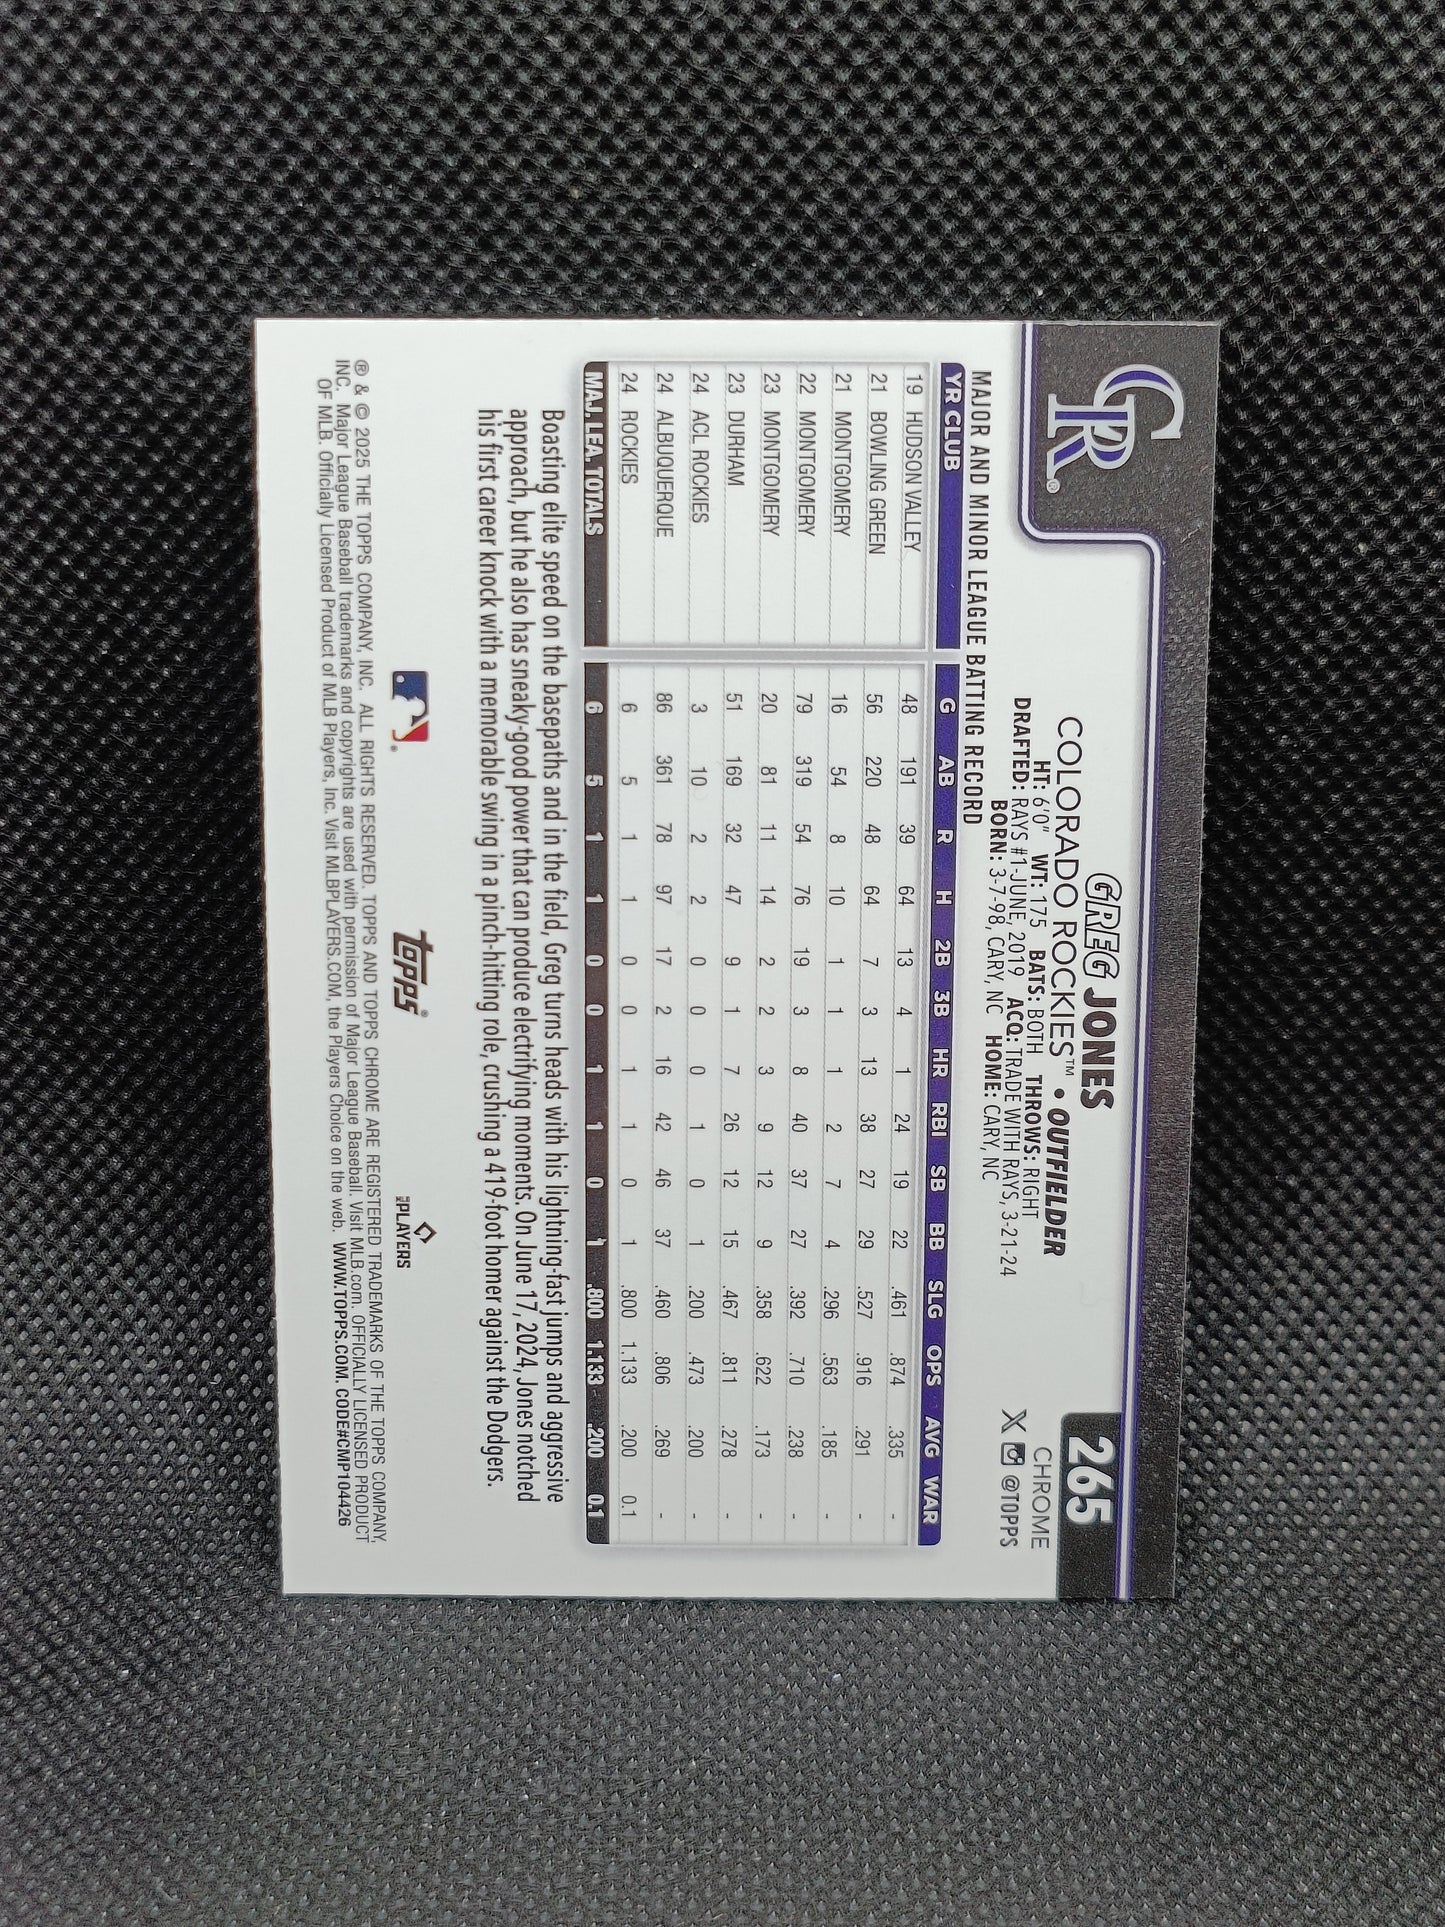 CR®
265
GREG JONES
CHROME
COLORADO ROCKIES™ • OUTFIELDER
X @TOPPS
HT: 6'0" WT: 175 BATS: BOTH THROWS: RIGHT
DRAFTED: RAYS #1-JUNE, 2019 ACQ: TRADE WITH RAYS, 3-21-24
BORN: 3-7-98, CARY, NC HOME: CARY, NC
MAJOR AND MINOR LEAGUE BATTING RECORD
YR CLUB G AB R H 2B 3B HR RBI SB BB SLG OPS AVG WAR
19 HUDSON VALLEY 48 191 39 64 13 4 1 24 19 22 .461 .874 .335 -
21 BOWLING GREEN 56 220 48 64 7 3 13 38 27 29 .527 .916 .291 -
21 MONTGOMERY 16 54 8 10 1 1 1 2 7 4 .296 .563 .185 -
22 MONTGOMERY 79 319 54 76 19 3 8 40 37 27 .392 .710 .238 -
23 MONTGOMERY 20 81 11 14 2 2 3 9 12 9 .358 .622 .173 -
23 DURHAM 51 169 32 47 9 1 7 26 12 15 .467 .811 .278 -
24 ACL ROCKIES 3 10 2 2 0 0 0 1 0 1 .200 .473 .200 -
24 ALBUQUERQUE 86 361 78 97 17 2 16 42 46 37 .460 .806 .269 -
24 ROCKIES 6 5 1 1 0 0 1 1 0 1 .800 1.133 .200 0.1
MAJ. LEA. TOTALS 6 5 1 1 0 0 1 1 0 1 .800 1.133 .200 0.1
Boasting elite speed on the basepaths and in the field, Greg turns heads with his lightning-fast jumps and aggressive
approach, but he also has sneaky-good power that can produce electrifying moments. On June 17, 2024, Jones notched
his first career knock with a memorable swing in a pinch-hitting role, crushing a 419-foot homer against the Dodgers.
topps®
MLB PLAYERS
® & © 2025 THE TOPPS COMPANY, INC. ALL RIGHTS RESERVED. TOPPS AND TOPPS CHROME ARE REGISTERED TRADEMARKS OF THE TOPPS COMPANY,
INC. Major League Baseball trademarks and copyrights are used with permission of Major League Baseball. Visit MLB.com. OFFICIALLY LICENSED PRODUCT
OF MLB. Officially Licensed Product of MLB Players, Inc. Visit MLBPLAYERS.COM, the Players Choice on the web. WWW.TOPPS.COM. CODE#CMP104426